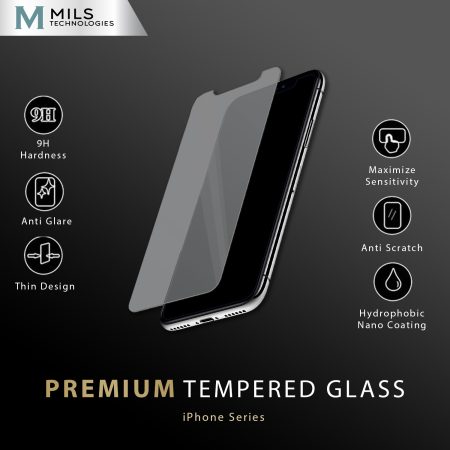 M MILS
TECHNOLOGIES
9H
9H
Hardness
Anti Glare
Thin Design
Maximize
Sensitivity
Anti Scratch
Hydrophobic
Nano Coating
PREMIUM TEMPERED GLASS
iPhone Series